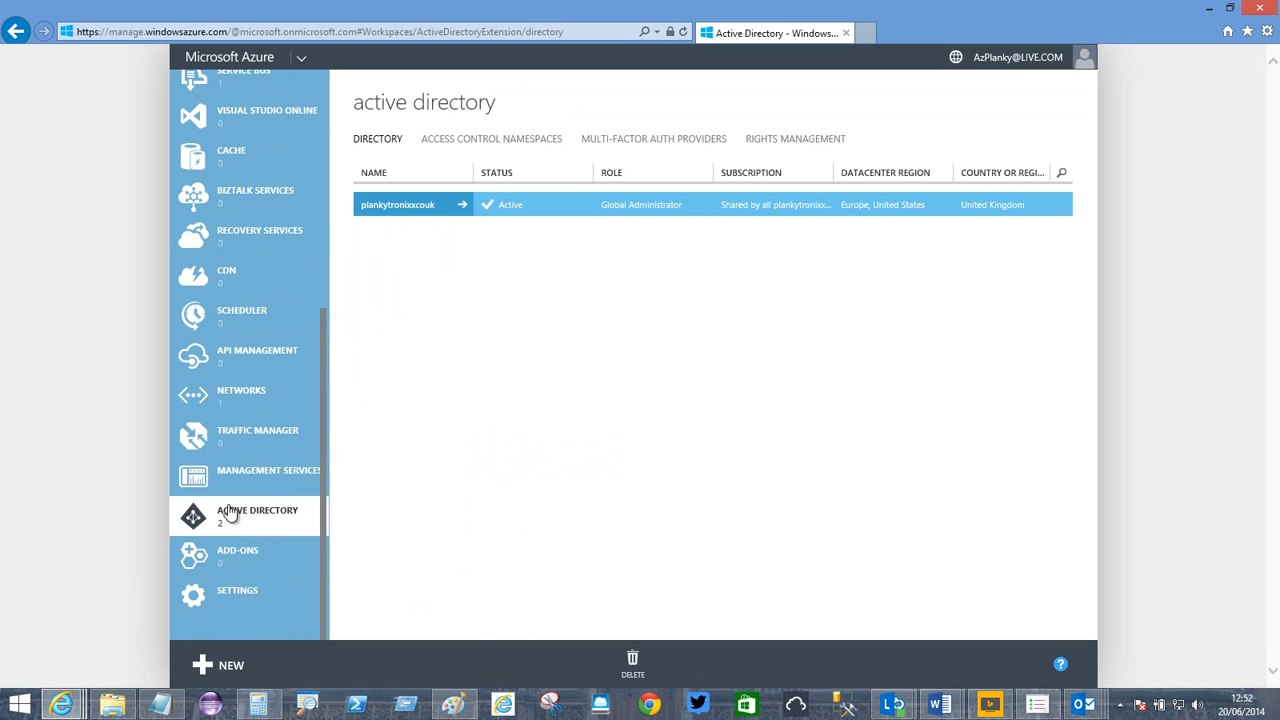 https://manage.windowsazure.com/@microsoft.onmicrosoft.com#Workspaces/ActiveDirectoryExtension/directory
Active Directory - Windows...
Microsoft Azure
AzPlanky@LIVE.COM
SERVICE BUS
1
VISUAL STUDIO ONLINE
0
CACHE
0
BIZTALK SERVICES
0
RECOVERY SERVICES
0
CDN
0
SCHEDULER
0
API MANAGEMENT
0
NETWORKS
1
TRAFFIC MANAGER
0
MANAGEMENT SERVICES
ACTIVE DIRECTORY
2
ADD-ONS
0
SETTINGS
active directory
DIRECTORY ACCESS CONTROL NAMESPACES MULTI-FACTOR AUTH PROVIDERS RIGHTS MANAGEMENT
NAME STATUS ROLE SUBSCRIPTION DATACENTER REGION COUNTRY OR REGI...
plankytronixxcouk Active Global Administrator Shared by all plankytronixx... Europe, United States United Kingdom
NEW
DELETE
?
12:52
20/06/2014